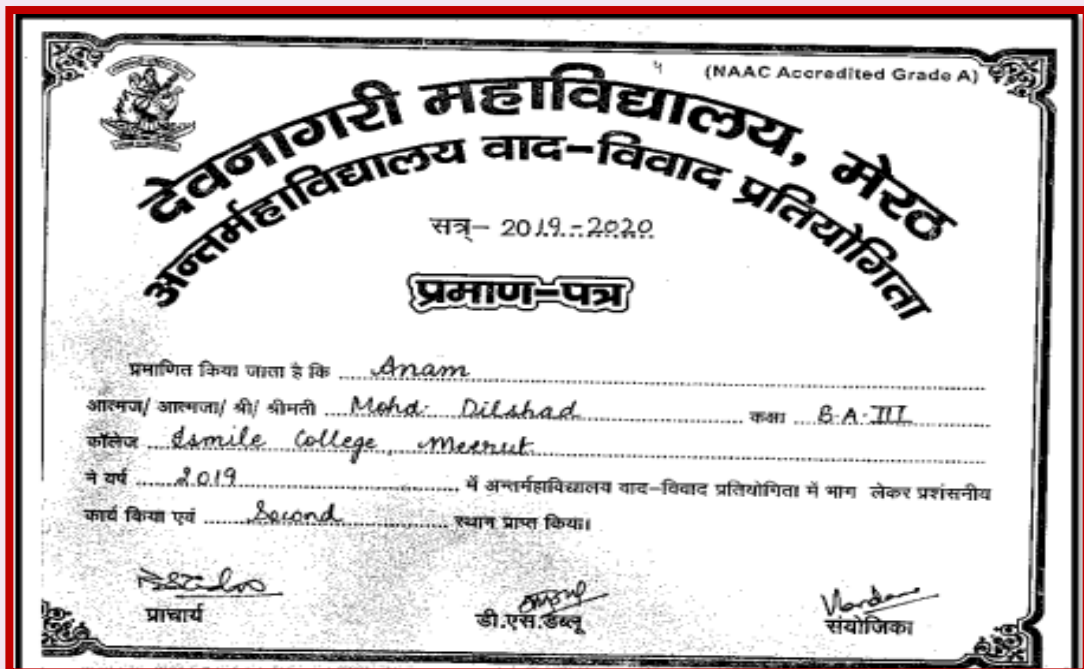 (NAAC Accredited Grade A)
देवनागरी महाविद्यालय, मेरठ
अन्तर्महाविद्यालय वाद-विवाद प्रतियोगिता
सत्र- 2019-2020
प्रमाण-पत्र
प्रमाणित किया जाता है कि Anam
आत्मज/ आत्मजा/ श्री/ श्रीमती Mohd. Dilshad कक्षा B.A.III
कॉलेज Ismile College, Meerut
ने वर्ष 2019 में अन्तर्महाविद्यालय वाद-विवाद प्रतियोगिता में भाग लेकर प्रशंसनीय
कार्य किया एवं Second स्थान प्राप्त किया।
प्राचार्य डी.एस.डब्लू संयोजिका